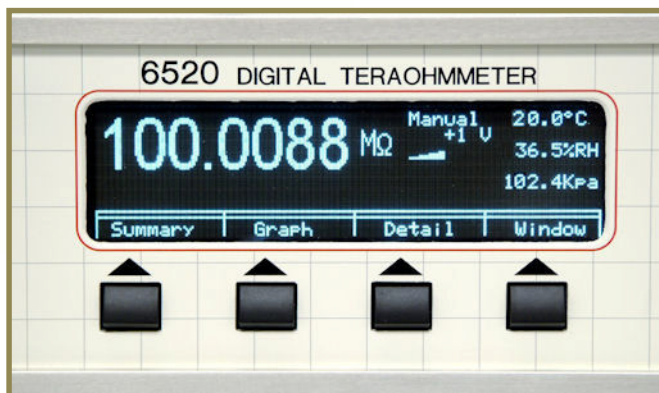 6520 DIGITAL TERAOHMMETER
100.0088 MΩ
Manual
+1 V
20.0°C
36.5%RH
102.4Kpa
Summary Graph Detail Window